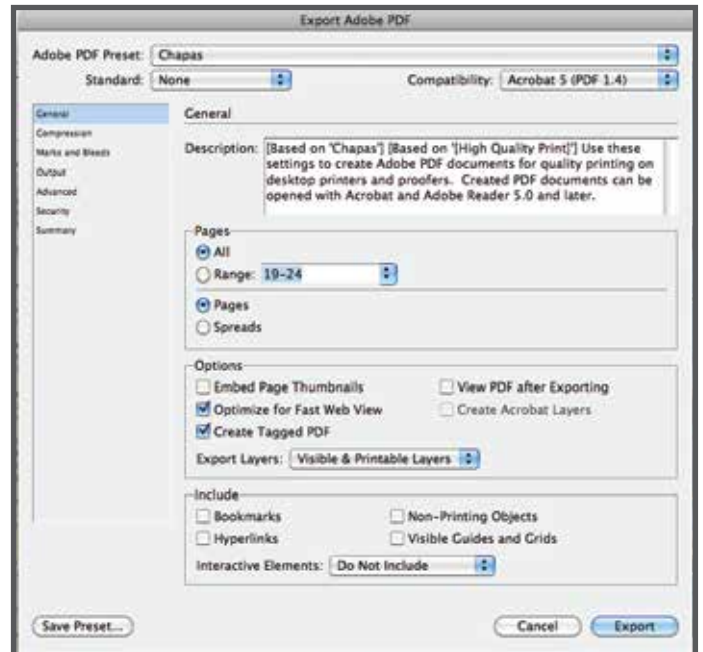 Export Adobe PDF
Adobe PDF Preset: Chapas
Standard: None Compatibility: Acrobat 5 (PDF 1.4)
General
Compression
Marks and Bleeds
Output
Advanced
Security
Summary
General
Description: [Based on 'Chapas'] [Based on '[High Quality Print]'] Use these
settings to create Adobe PDF documents for quality printing on
desktop printers and proofers. Created PDF documents can be
opened with Acrobat and Adobe Reader 5.0 and later.
Pages
All
Range: 19-24
Pages
Spreads
Options
Embed Page Thumbnails View PDF after Exporting
Optimize for Fast Web View Create Acrobat Layers
Create Tagged PDF
Export Layers: Visible & Printable Layers
Include
Bookmarks Non-Printing Objects
Hyperlinks Visible Guides and Grids
Interactive Elements: Do Not Include
Save Preset... Cancel Export